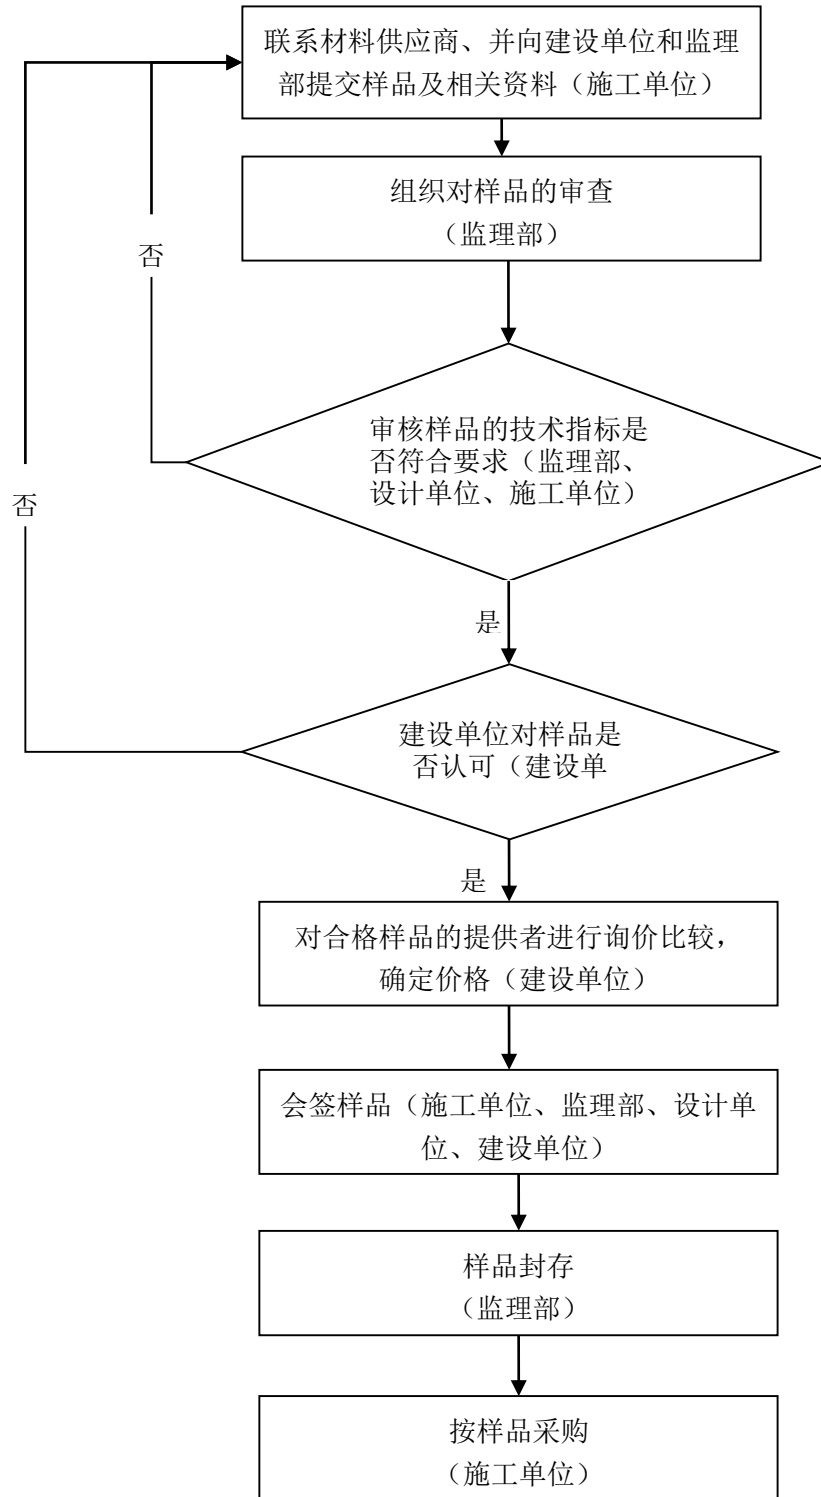 联系材料供应商、并向建设单位和监理
部提交样品及相关资料（施工单位）
组织对样品的审查
（监理部）
否
审核样品的技术指标是
否符合要求（监理部、
设计单位、施工单位）
否
是
建设单位对样品是
否认可（建设单
是
对合格样品的提供者进行询价比较，
确定价格（建设单位）
会签样品（施工单位、监理部、设计单
位、建设单位）
样品封存
（监理部）
按样品采购
（施工单位）